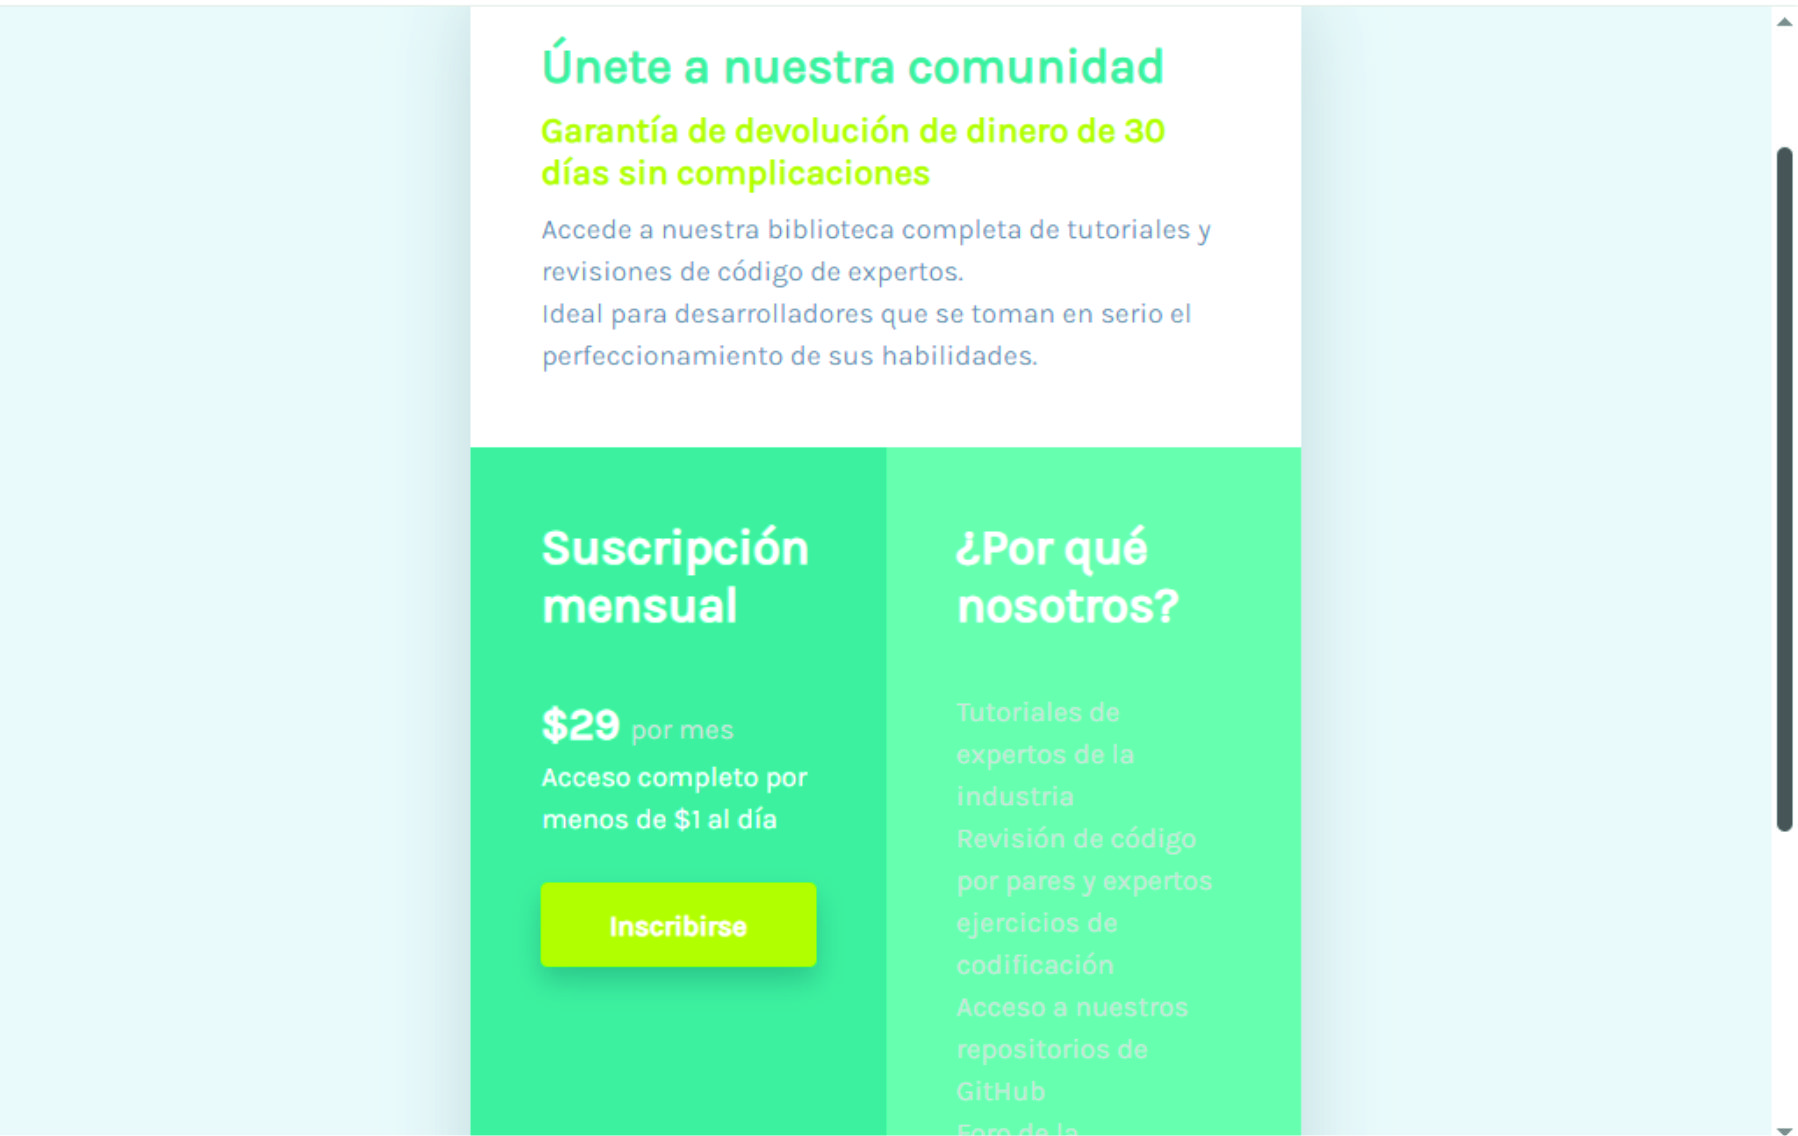 Únete a nuestra comunidad
Garantía de devolución de dinero de 30
días sin complicaciones
Accede a nuestra biblioteca completa de tutoriales y
revisiones de código de expertos.
Ideal para desarrolladores que se toman en serio el
perfeccionamiento de sus habilidades.
Suscripción
mensual
$29 por mes
Acceso completo por
menos de $1 al día
Inscribirse
¿Por qué
nosotros?
Tutoriales de
expertos de la
industria
Revisión de código
por pares y expertos
ejercicios de
codificación
Acceso a nuestros
repositorios de
GitHub
Foro de la